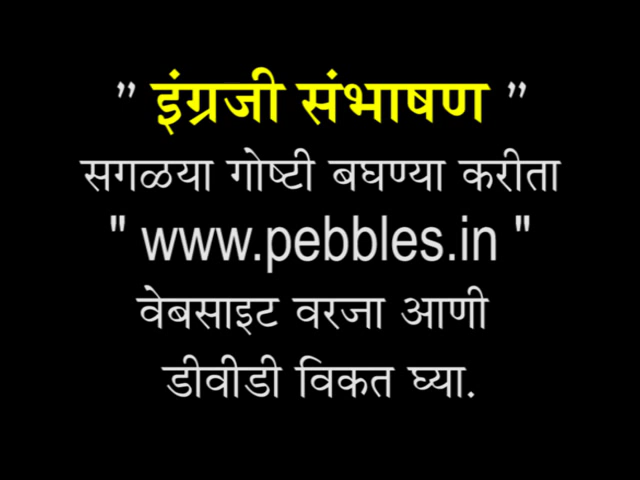 ” इंग्रजी संभाषण ”
सगळया गोष्टी बघण्या करीता
" www.pebbles.in "
वेबसाइट वरजा आणी
डीवीडी विकत घ्या.